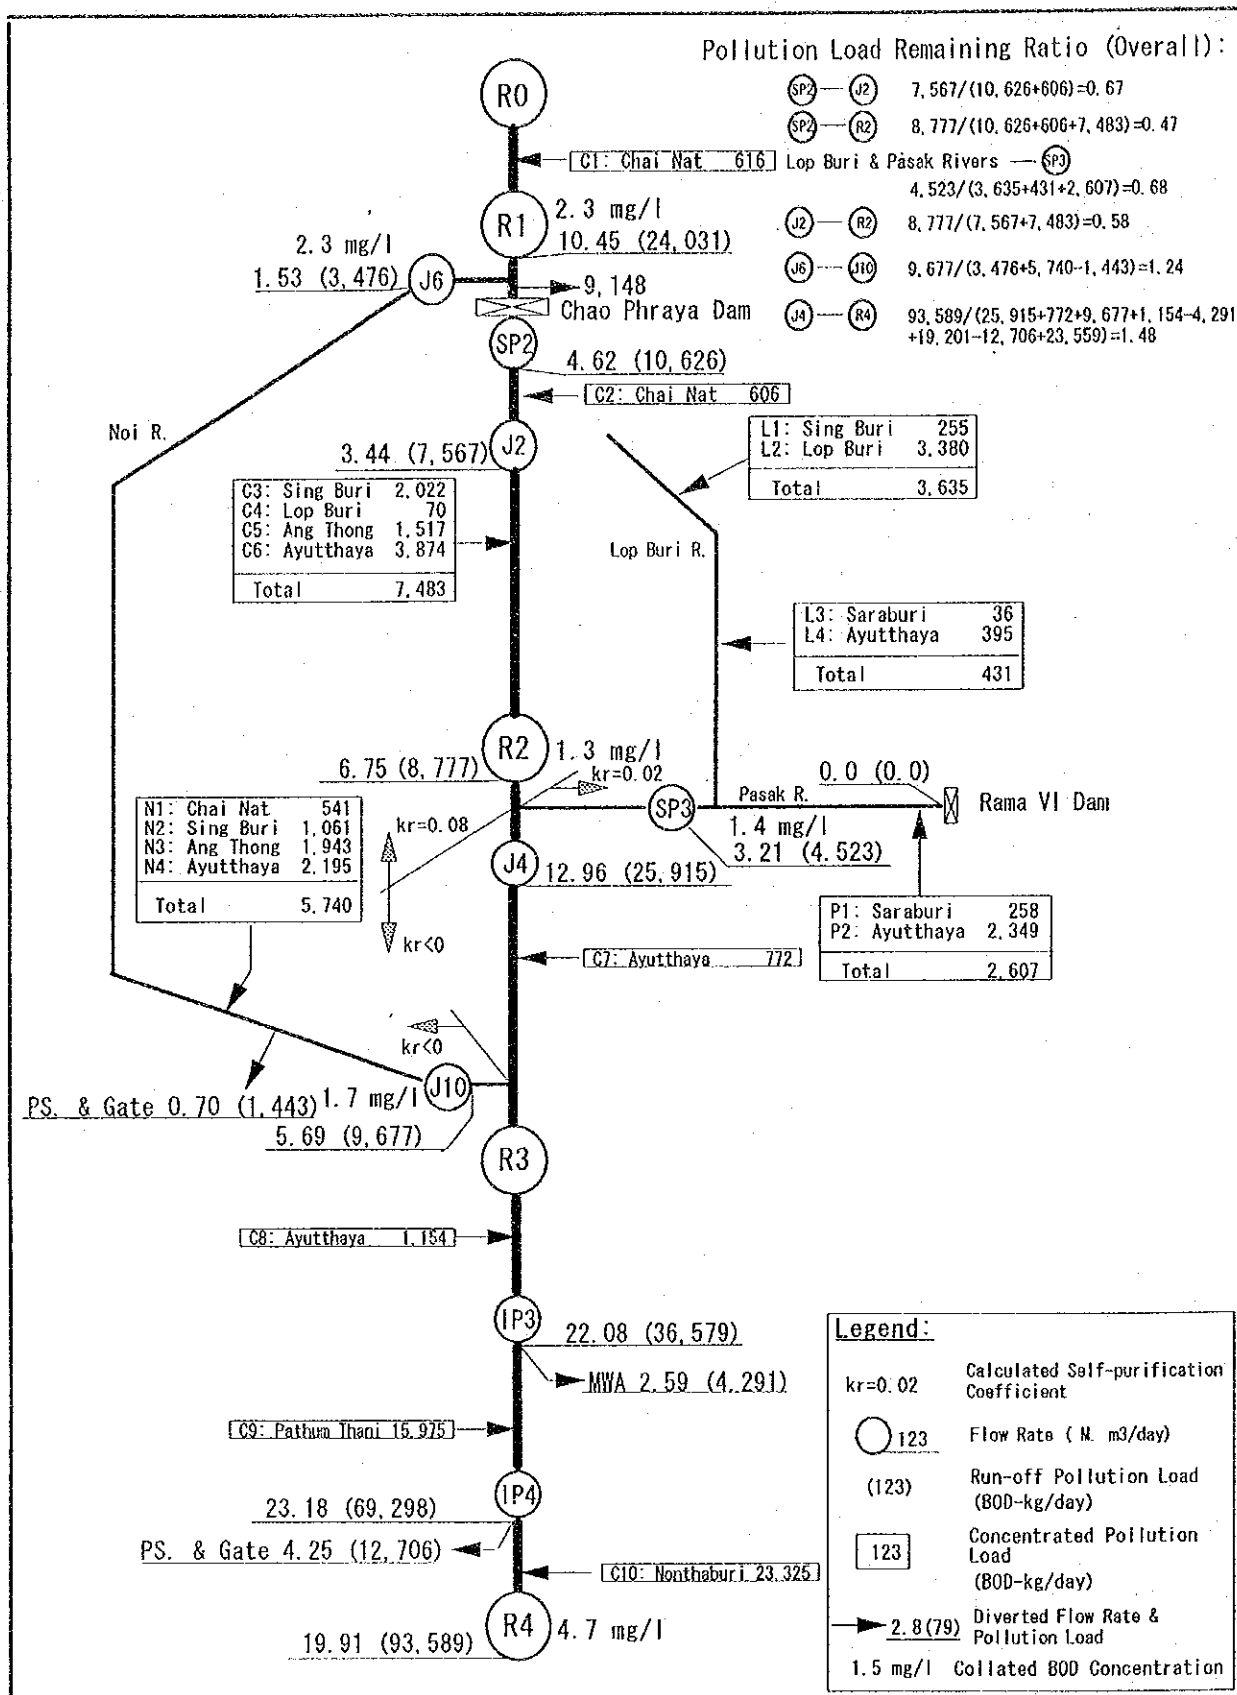 Pollution Load Remaining Ratio (Overall):
SP2 — J2 7,567/(10,626+606)=0.67
SP2 — R2 8,777/(10,626+606+7,483)=0.47
Lop Buri & Pasak Rivers — SP3
4.523/(3,635+431+2,607)=0.68
J2 — R2 8,777/(7,567+7,483)=0.58
J6 — J10 9,677/(3,476+5,740-1,443)=1.24
J4 — R4 93,589/(25,915+772+9,677+1,154-4,291
+19,201-12,706+23,559)=1.48
R0
C1: Chai Nat 616
R1
2.3 mg/l
10.45 (24,031)
2.3 mg/l
1.53 (3,476)
J6
9,148
Chao Phraya Dam
SP2
4.62 (10,626)
C2: Chai Nat 606
Noi R.
J2
3.44 (7,567)
L1: Sing Buri 255
L2: Lop Buri 3,380
Total 3,635
C3: Sing Buri 2,022
C4: Lop Buri 70
C5: Ang Thong 1,517
C6: Ayutthaya 3,874
Total 7,483
Lop Buri R.
L3: Saraburi 36
L4: Ayutthaya 395
Total 431
R2
1.3 mg/l
6.75 (8,777)
kr=0.02
0.0 (0.0)
Pasak R.
Rama VI Dam
SP3
1.4 mg/l
3.21 (4.523)
N1: Chai Nat 541
N2: Sing Buri 1,061
N3: Ang Thong 1,943
N4: Ayutthaya 2,195
Total 5,740
kr=0.08
J4
12.96 (25,915)
kr<0
P1: Saraburi 258
P2: Ayutthaya 2,349
Total 2,607
C7: Ayutthaya 772
kr<0
J10
PS. & Gate 0.70 (1,443)
1.7 mg/l
5.69 (9,677)
R3
C8: Ayutthaya 1,154
IP3
22.08 (36,579)
MWA 2.59 (4,291)
C9: Pathum Thani 15,975
IP4
23.18 (69,298)
PS. & Gate 4.25 (12,706)
C10: Nonthaburi 23,325
R4
4.7 mg/l
19.91 (93,589)
Legend:
kr=0.02 Calculated Self-purification
Coefficient
123 Flow Rate ( M. m3/day)
(123) Run-off Pollution Load
(BOD-kg/day)
123 Concentrated Pollution
Load
(BOD-kg/day)
2.8(79) Diverted Flow Rate &
Pollution Load
1.5 mg/l Collated BOD Concentration